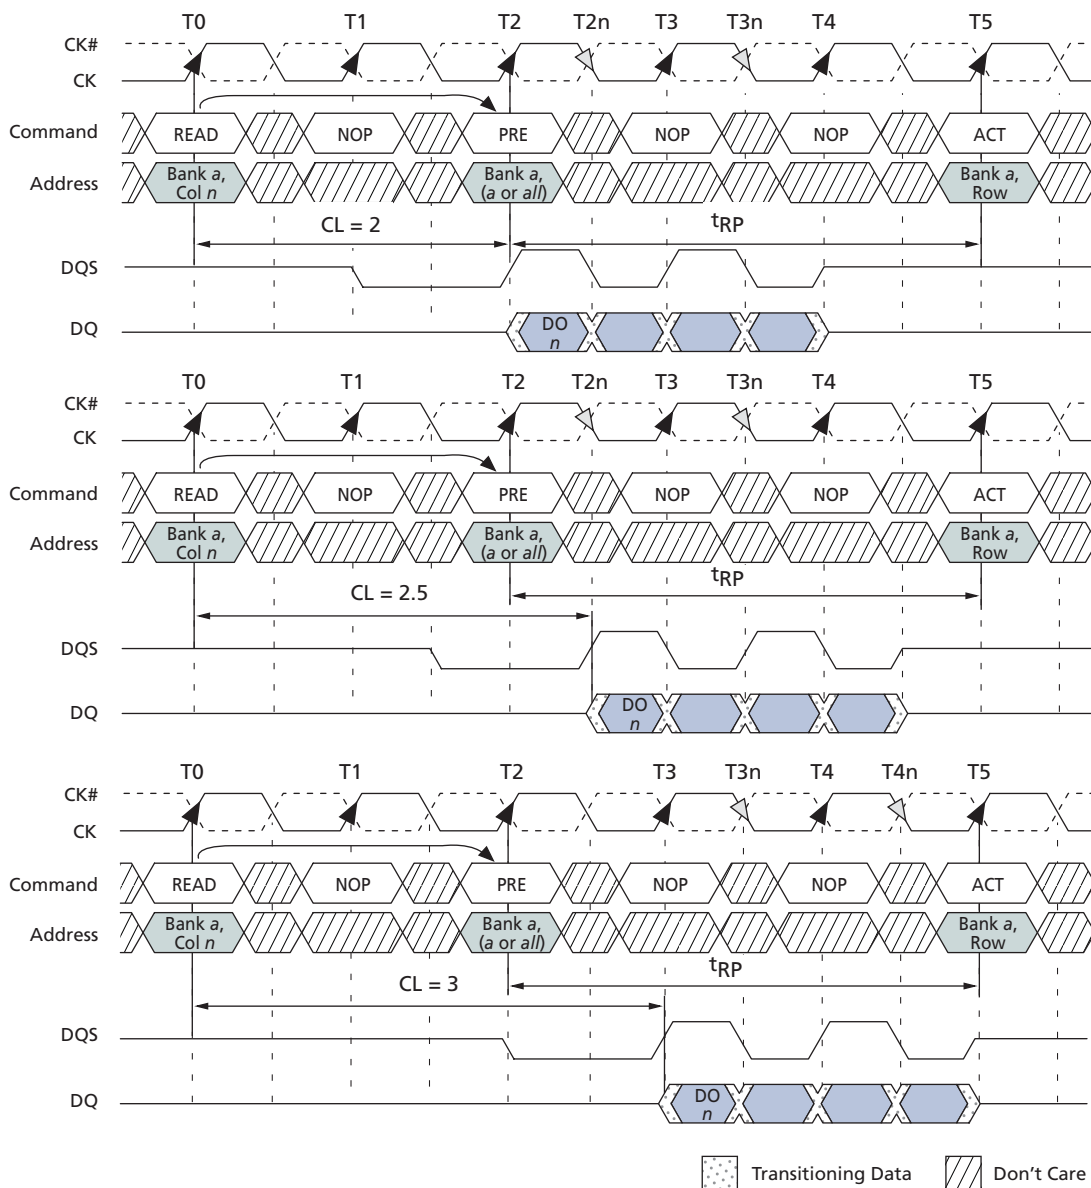 T0 T1 T2 T2n T3 T3n T4 T5
CK#
CK
Command READ NOP PRE NOP NOP ACT
Address Bank a, Col n Bank a, (a or all) Bank a, Row
CL = 2 tRP
DQS
DQ DO n
T0 T1 T2 T2n T3 T3n T4 T5
CK#
CK
Command READ NOP PRE NOP NOP ACT
Address Bank a, Col n Bank a, (a or all) Bank a, Row
CL = 2.5 tRP
DQS
DQ DO n
T0 T1 T2 T3 T3n T4 T4n T5
CK#
CK
Command READ NOP PRE NOP NOP ACT
Address Bank a, Col n Bank a, (a or all) Bank a, Row
CL = 3 tRP
DQS
DQ DO n
Transitioning Data Don't Care